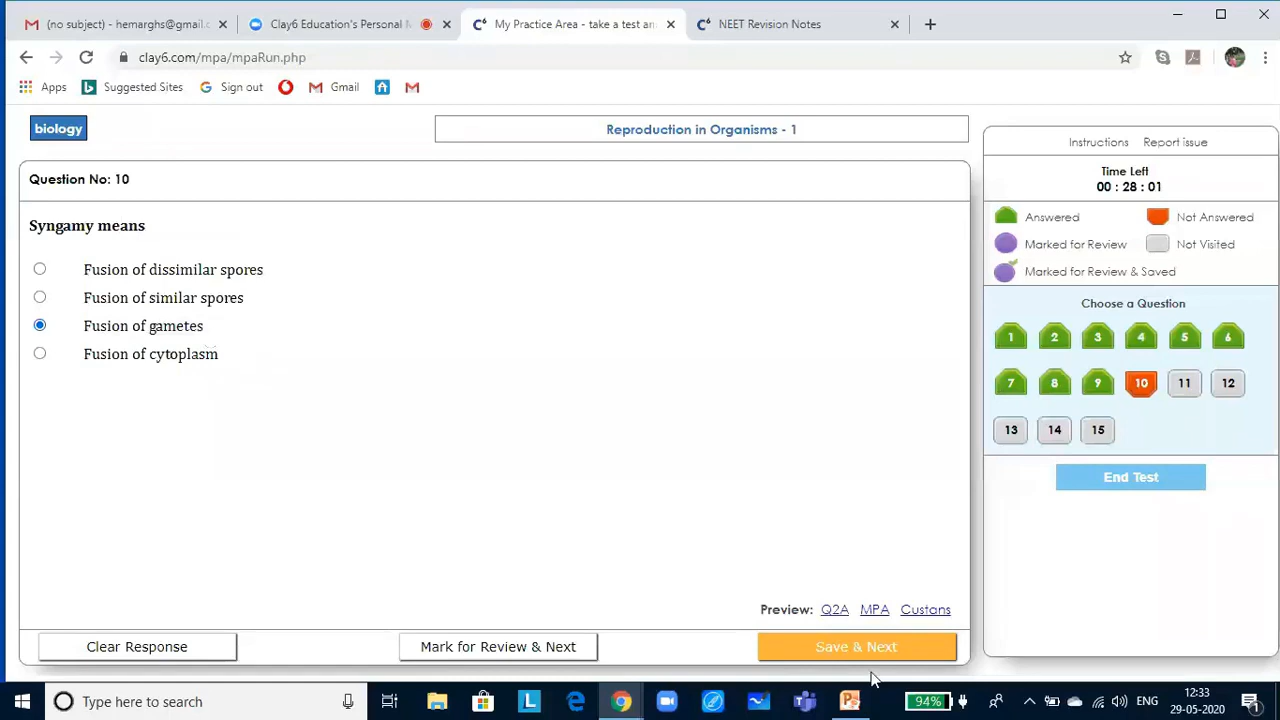 (no subject) - hemarghs@gmail.c
Clay6 Education's Personal M
My Practice Area - take a test an
NEET Revision Notes
clay6.com/mpa/mpaRun.php
Apps
Suggested Sites
Sign out
Gmail
biology
Reproduction in Organisms - 1
Instructions Report issue
Question No: 10
Time Left
00 : 28 : 01
Answered
Not Answered
Marked for Review
Not Visited
Marked for Review & Saved
Syngamy means
Fusion of dissimilar spores
Fusion of similar spores
Fusion of gametes
Fusion of cytoplasm
Choose a Question
1 2 3 4 5 6
7 8 9 10 11 12
13 14 15
End Test
Preview: Q2A MPA Custans
Clear Response
Mark for Review & Next
Save & Next
Type here to search
94%
ENG
12:33
29-05-2020
1